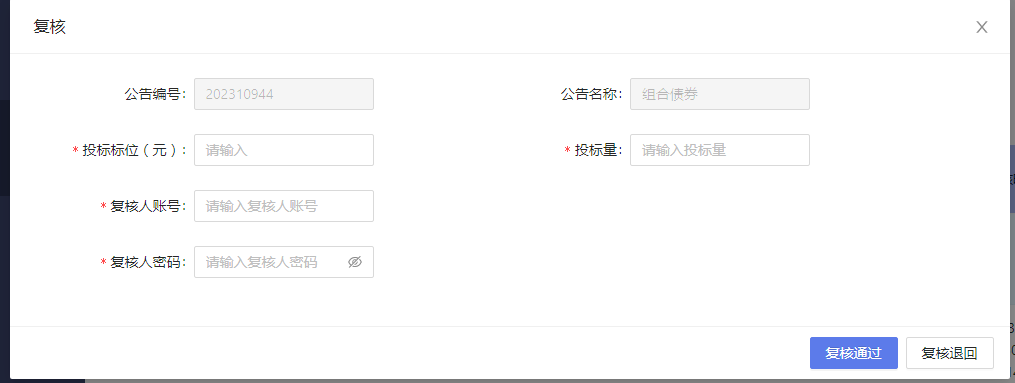 复核
公告编号: 202310944 公告名称: 组合债券
* 投标标位(元): 请输入 * 投标量: 请输入投标量
* 复核人账号: 请输入复核人账号
* 复核人密码: 请输入复核人密码
复核通过 复核退回